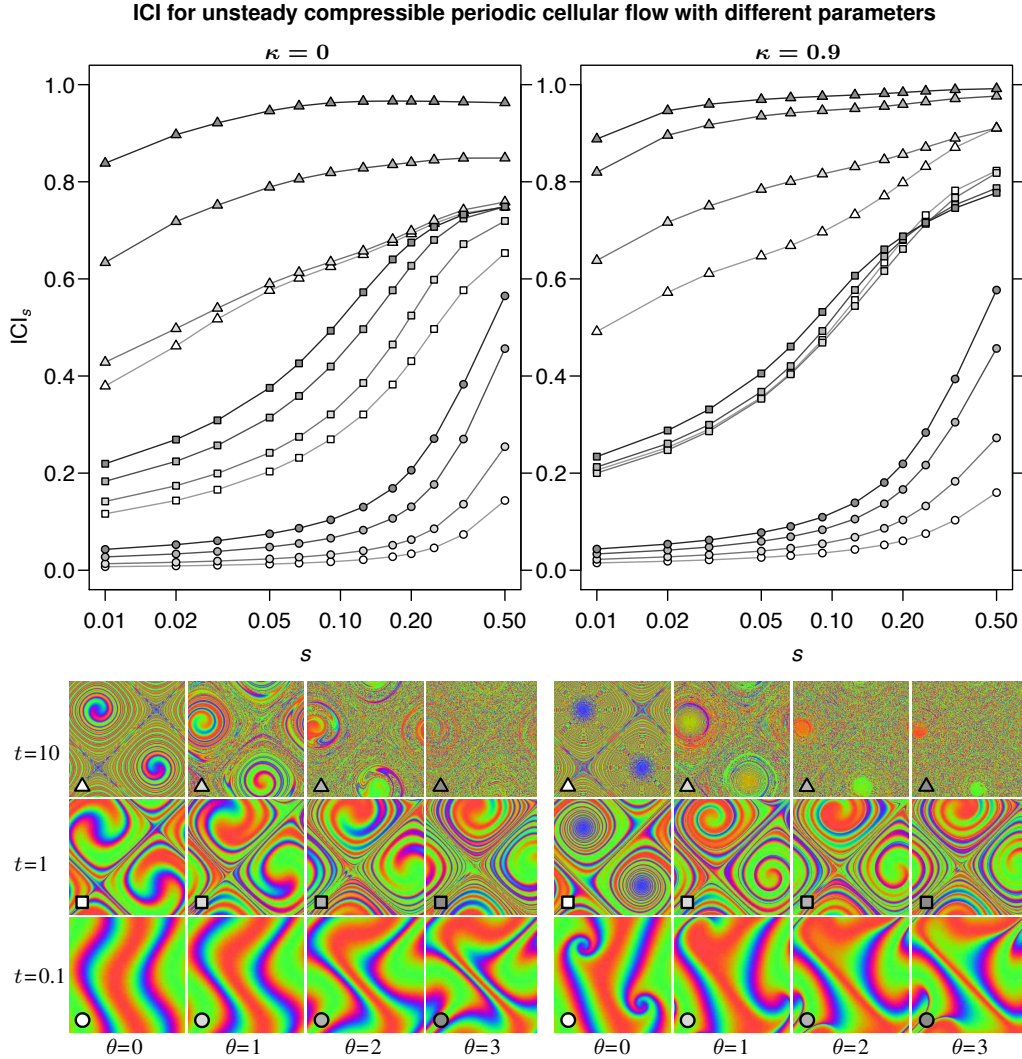 ICI for unsteady compressible periodic cellular flow with different parameters
κ = 0
κ = 0.9
ICIs
1.0
0.8
0.6
0.4
0.2
0.0
1.0
0.8
0.6
0.4
0.2
0.0
0.01 0.02 0.05 0.10 0.20 0.50
0.01 0.02 0.05 0.10 0.20 0.50
s
s
t=10
t=1
t=0.1
θ=0 θ=1 θ=2 θ=3
θ=0 θ=1 θ=2 θ=3